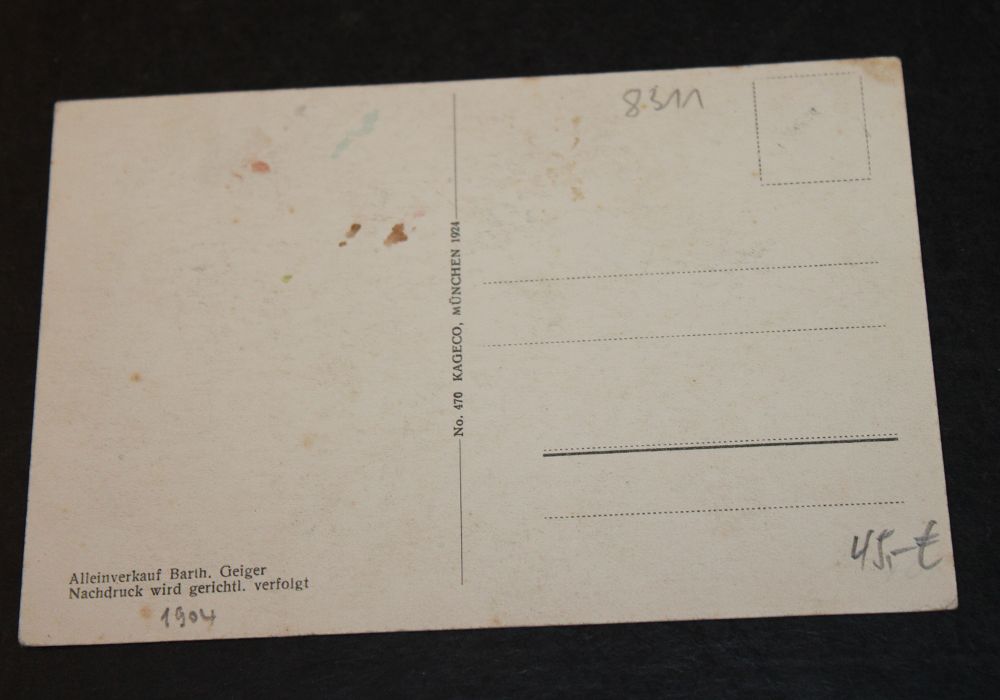 8311
No. 470 KAGECO, MÜNCHEN 1924
Alleinverkauf Barth. Geiger
Nachdruck wird gerichtl. verfolgt
1904
45,-€